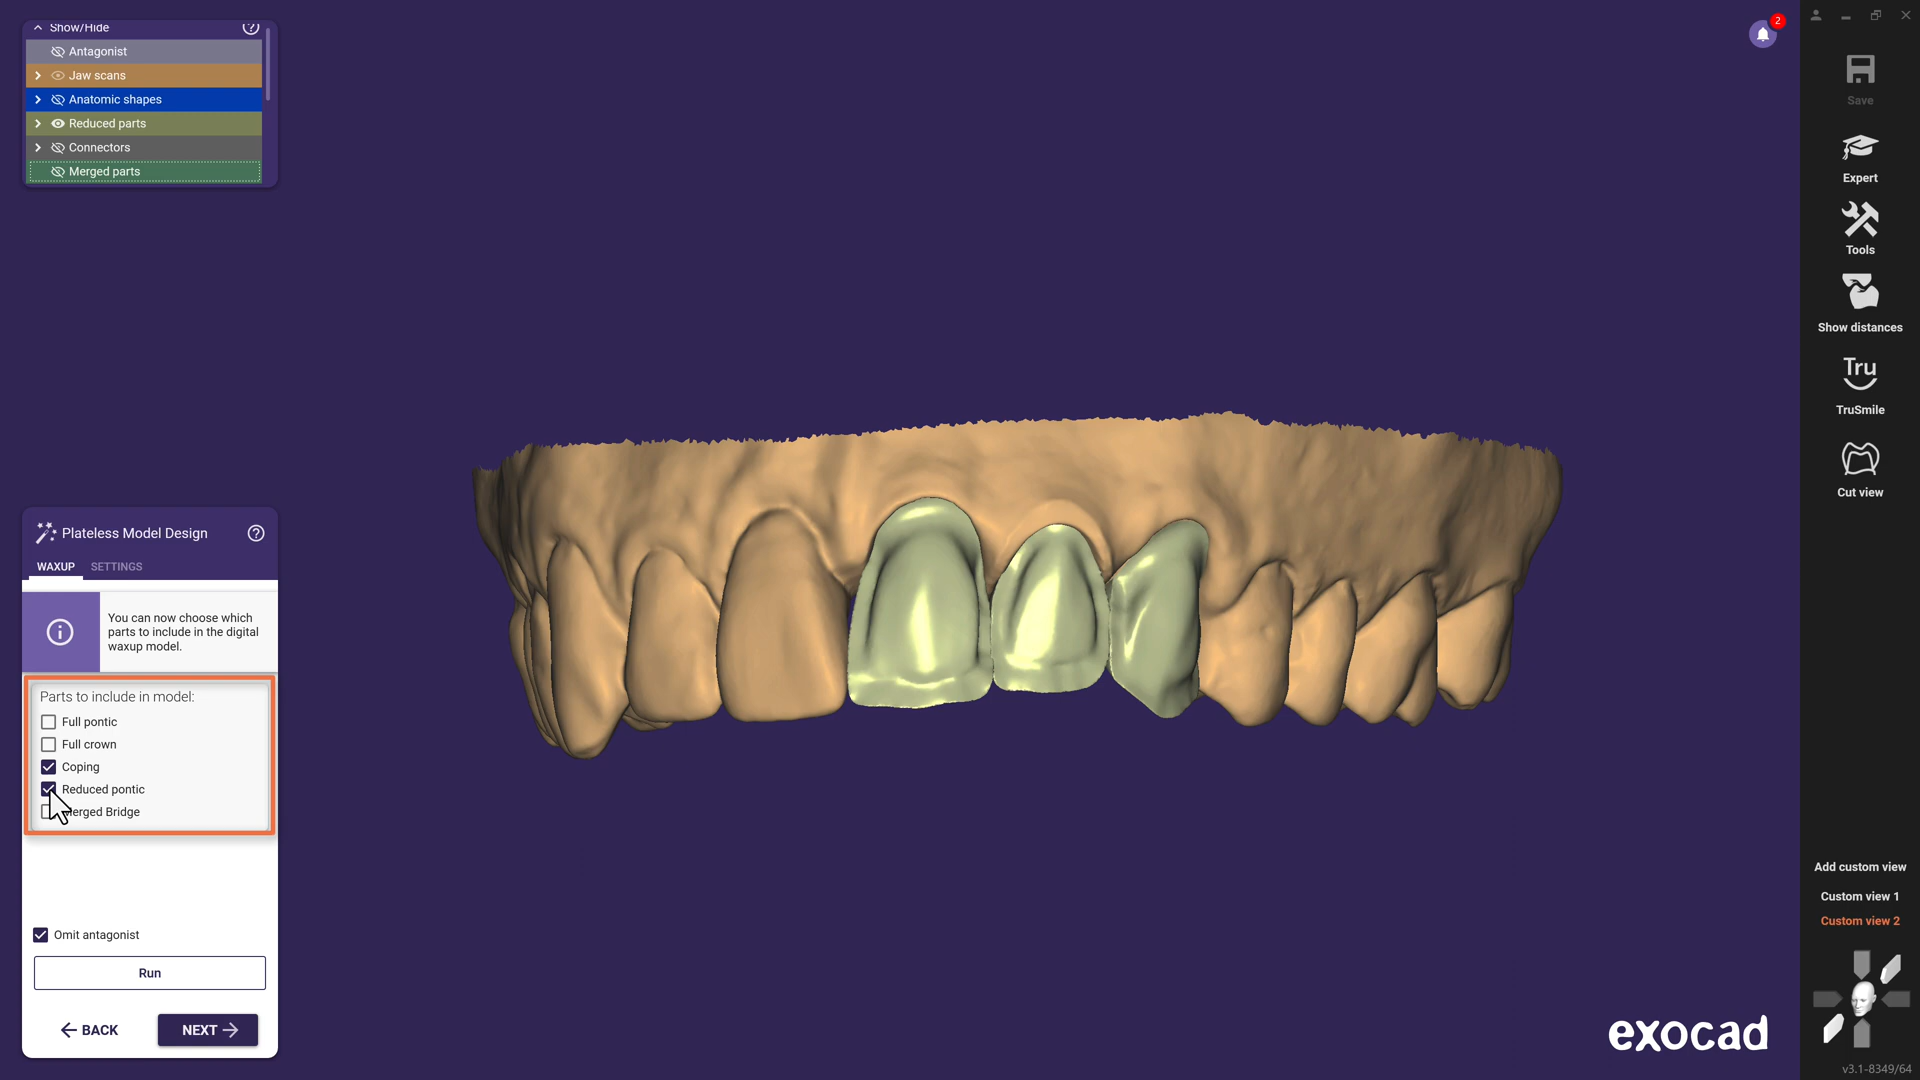 Show/Hide
Antagonist
Jaw scans
Anatomic shapes
Reduced parts
Connectors
Merged parts
2
Save
Expert
Tools
Show distances
Tru
TruSmile
Cut view
Plateless Model Design
WAXUP SETTINGS
You can now choose which
parts to include in the digital
waxup model.
Parts to include in model:
Full pontic
Full crown
Coping
Reduced pontic
erged Bridge
Omit antagonist
Run
BACK NEXT
Add custom view
Custom view 1
Custom view 2
exocad
v3.1-8349/64